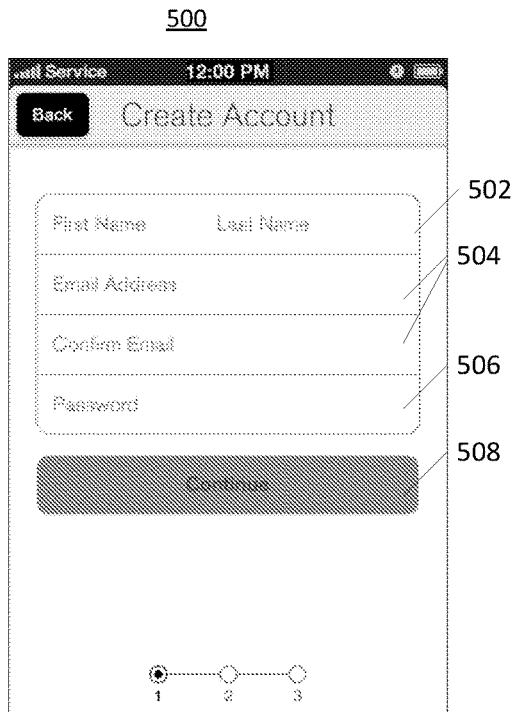 500
Service 12:00 PM
Back Create Account
First Name Last Name 502
Email Address 504
Confirm Email
Password 506
Continue 508
1 2 3